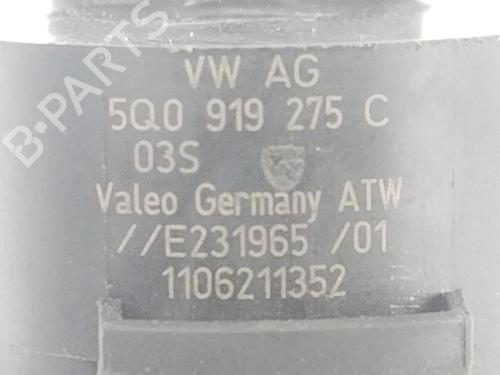 VW AG
5Q0 919 275 C
03S
Valeo Germany ATW
//E231965 /01
1106211352
B-PARTS